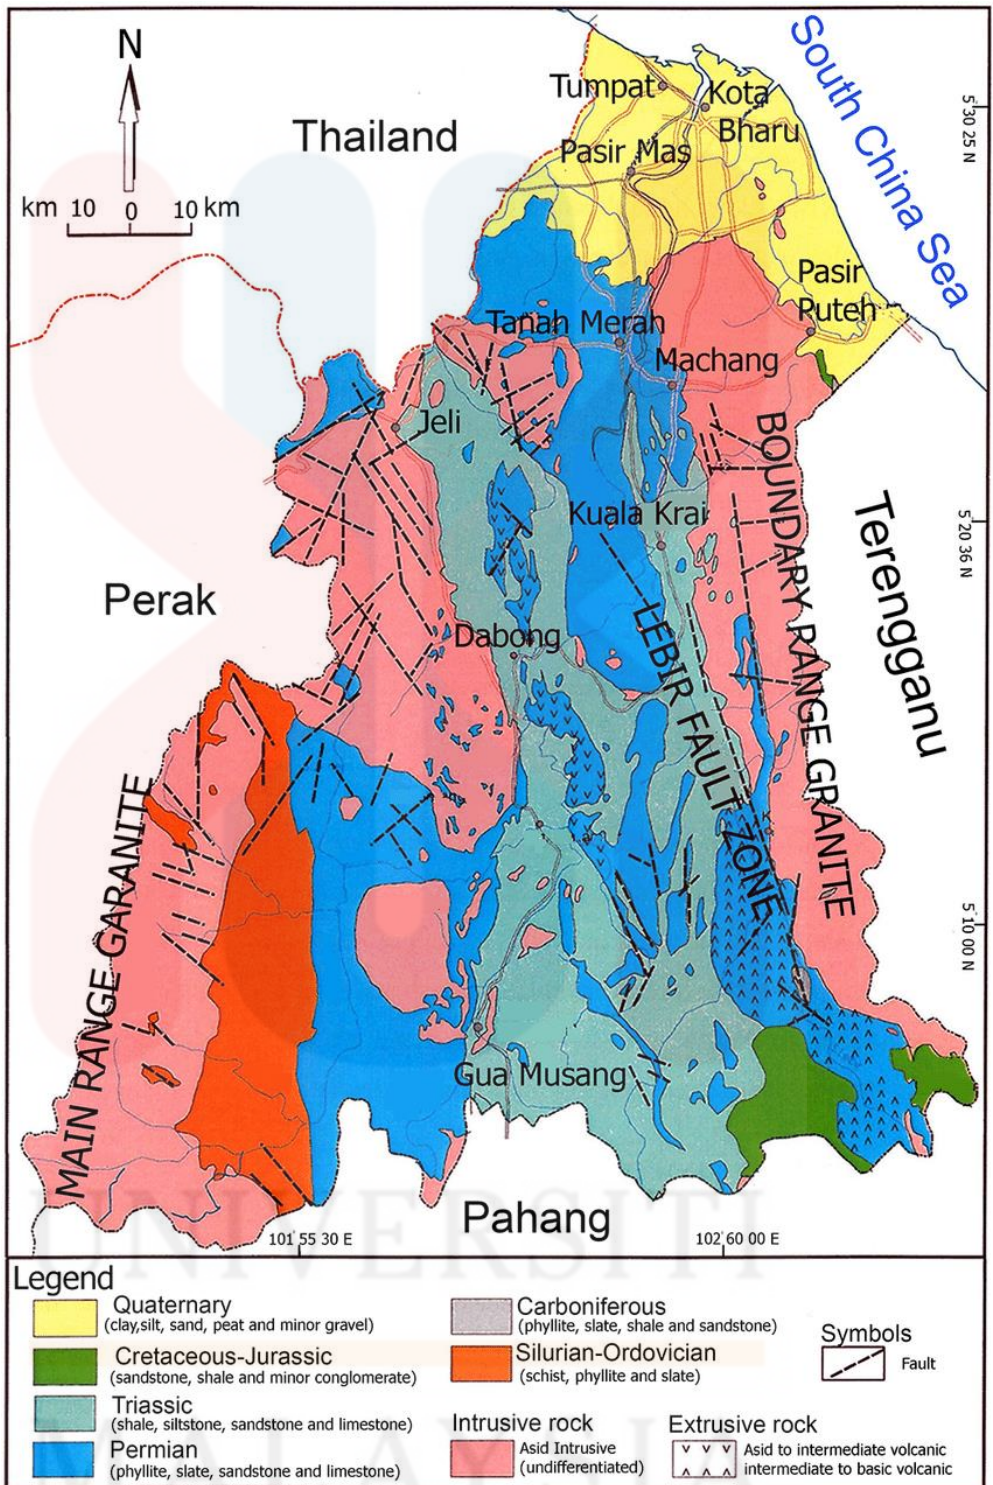 N
km 10 0 10 km
Thailand
South China Sea
Tumpat
Kota
Bharu
Pasir Mas
5° 30 25 N
Pasir
Puteh
Tanah Merah
Machang
Jeli
BOUNDARY RANGE GRANITE
Terengganu
Kuala Krai
5° 20 36 N
Perak
Dabong
LEBIR FAULT ZONE
MAIN RANGE GARANITE
5° 10 00 N
Gua Musang
Pahang
101° 55 30 E
102° 60 00 E
UNIVERSITI
Legend
Quaternary
(clay,silt, sand, peat and minor gravel)
Cretaceous-Jurassic
(sandstone, shale and minor conglomerate)
Triassic
(shale, siltstone, sandstone and limestone)
Permian
(phyllite, slate, sandstone and limestone)
Carboniferous
(phyllite, slate, shale and sandstone)
Silurian-Ordovician
(schist, phyllite and slate)
Intrusive rock
Asid Intrusive
(undifferentiated)
Extrusive rock
Asid to intermediate volcanic
intermediate to basic volcanic
Symbols
Fault
MALAYSIA